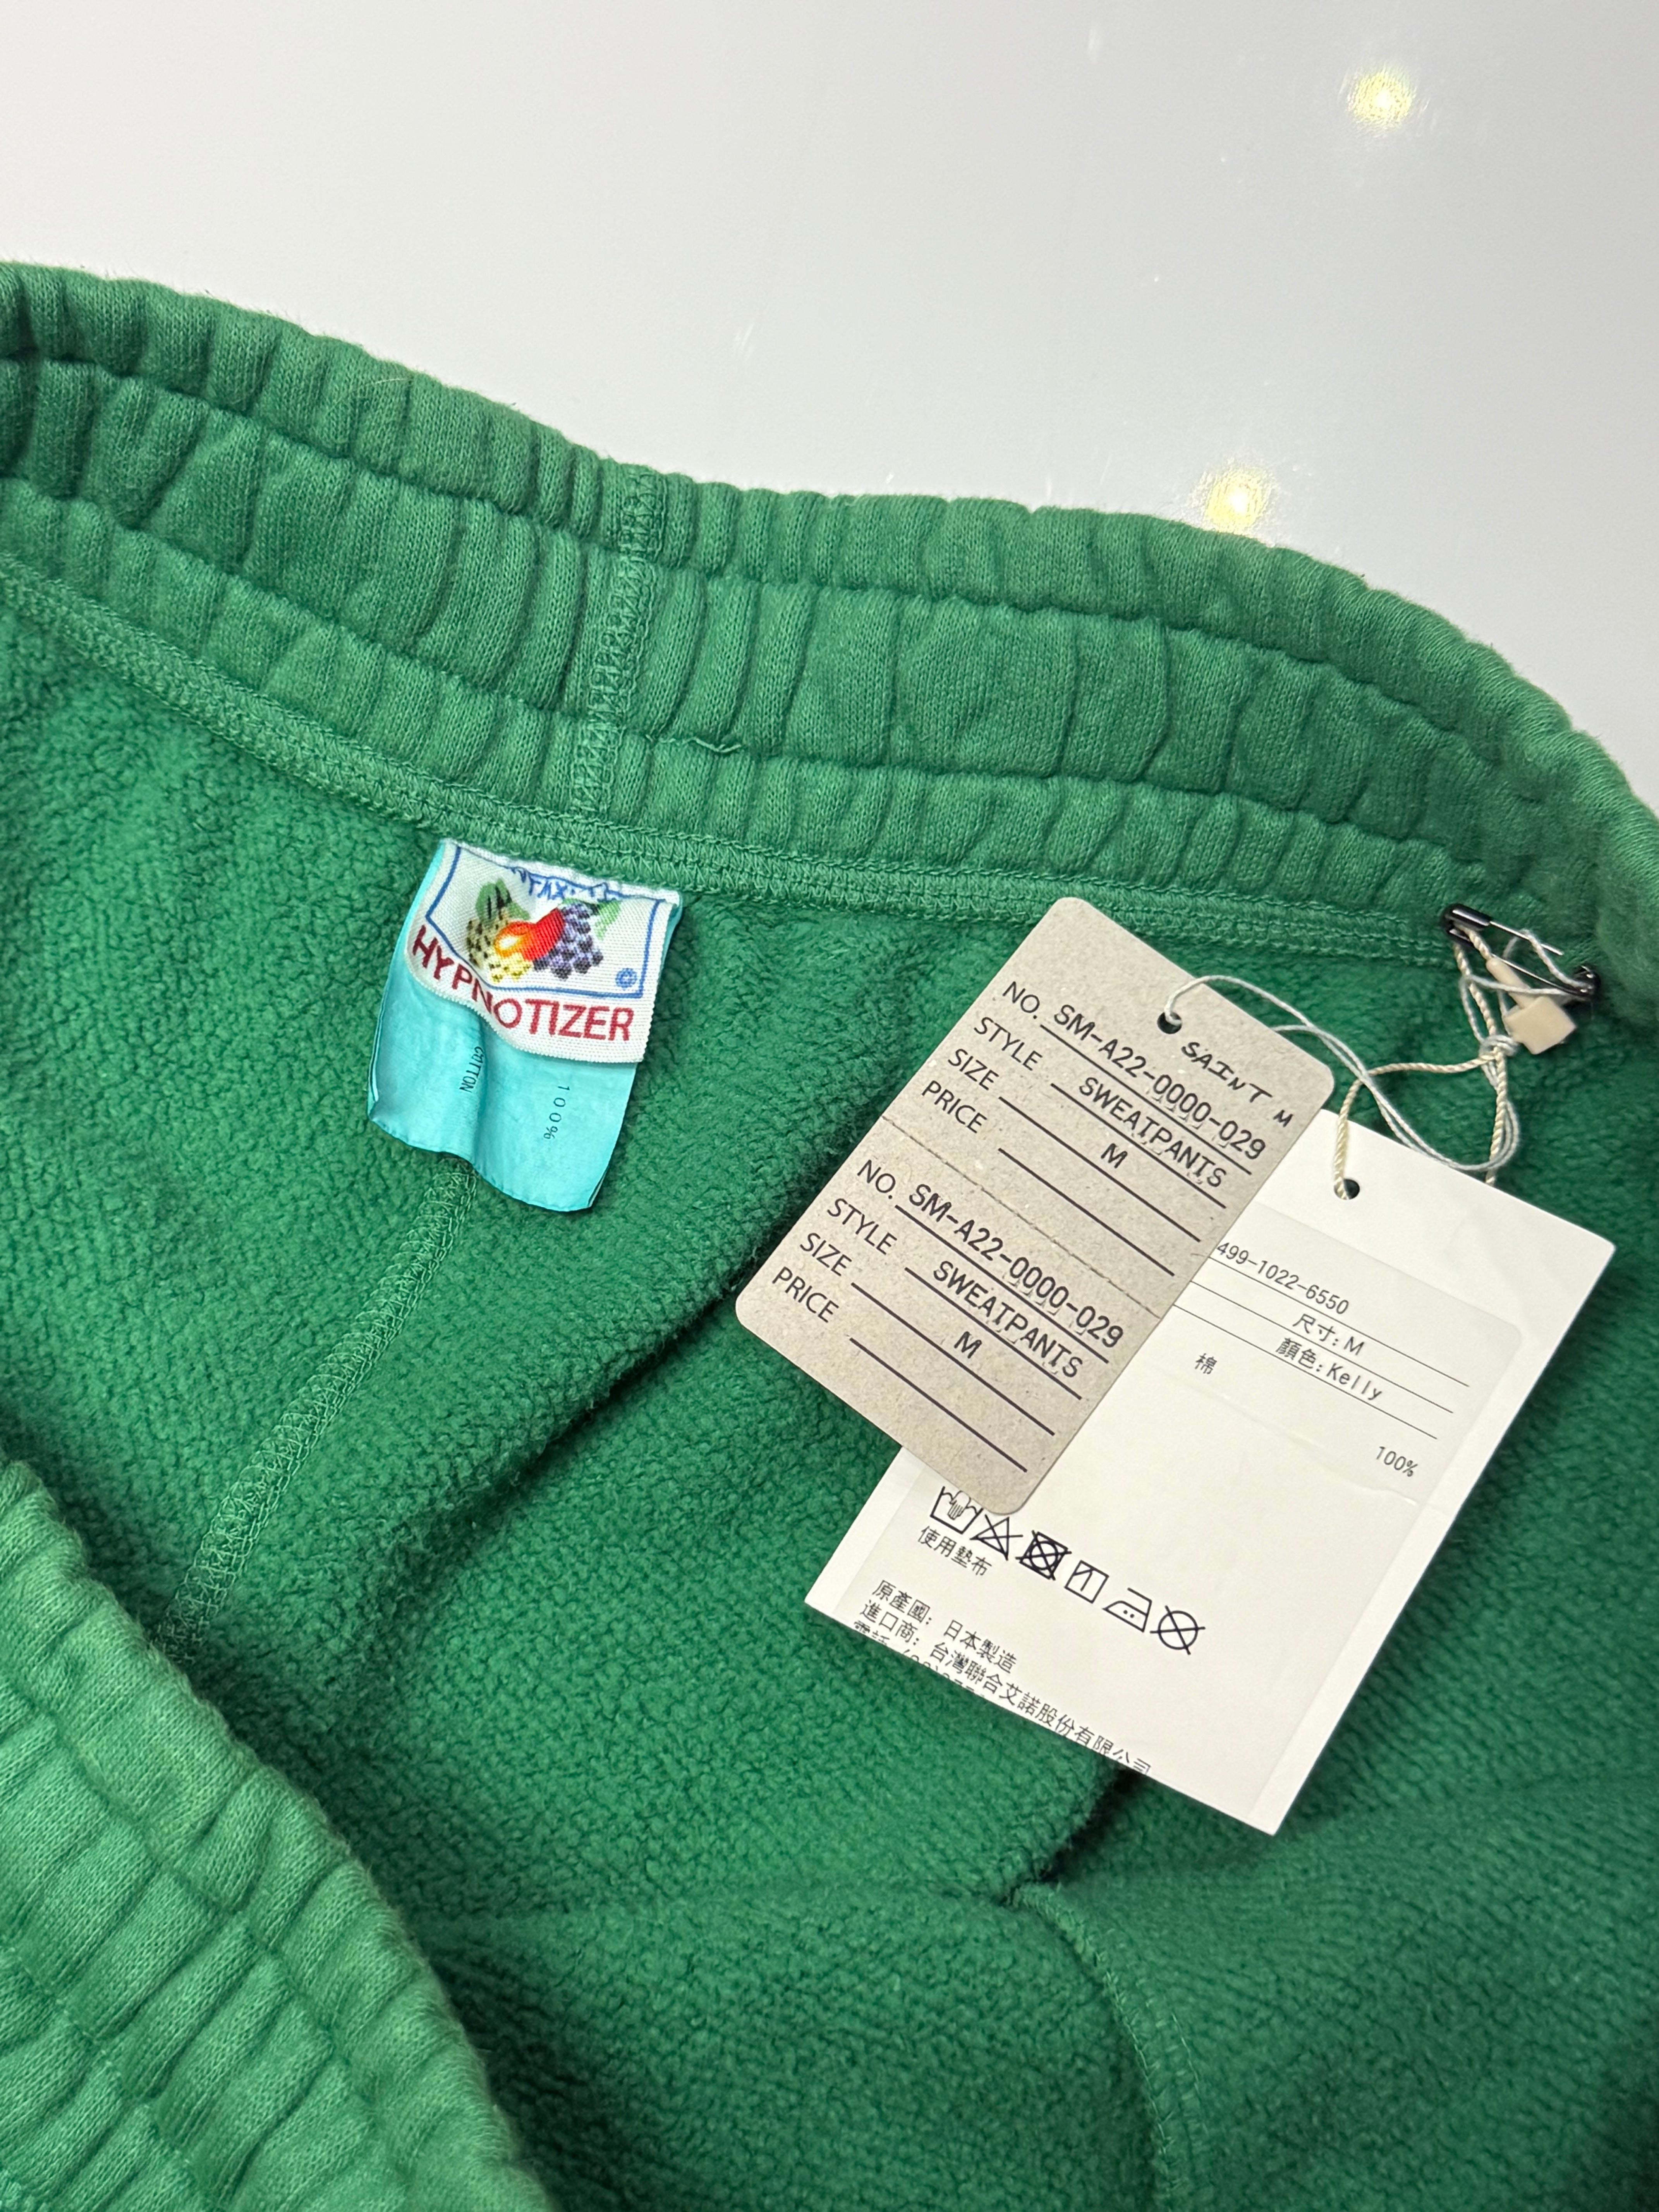 HYPNOTIZER
©
COTTON
100%
SAINT M
NO. SM-A22-0000-029
STYLE SWEATPANTS
SIZE M
PRICE
NO. SM-A22-0000-029
STYLE SWEATPANTS
SIZE M
PRICE
499-1022-6550
尺寸:M
顏色:Kelly
棉
100%
使用墊布
原產國: 日本製造
進口商: 台灣聯合艾諾股份有限公司